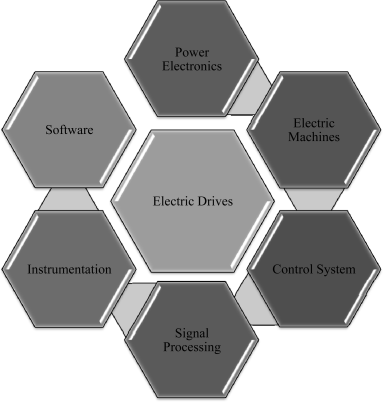 Power
Electronics
Electric
Machines
Control System
Signal
Processing
Instrumentation
Software
Electric Drives